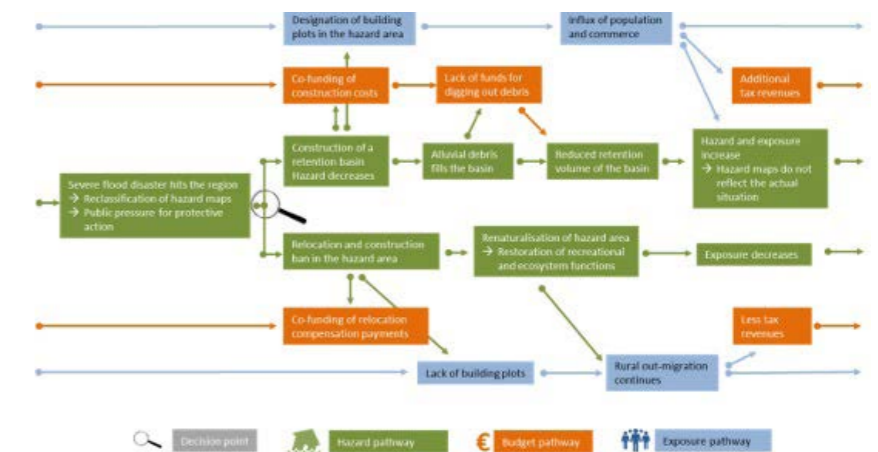 Designation of building
plots in the hazard area
Influx of population
and commerce
Co-funding of
construction costs
Lack of funds for
digging out debris
Additional
tax revenues
Construction of a
retention basin
Hazard decreases
Alluvial debris
fills the basin
Reduced retention
volume of the basin
Hazard and exposure
increase
→ Hazard maps do not
reflect the actual
situation
Severe flood disaster hits the region
→ Reclassification of hazard maps
→ Public pressure for protective
action
Relocation and construction
ban in the hazard area
Renaturalisation of hazard area
→ Restoration of recreational
and ecosystem functions
Exposure decreases
Co-funding of relocation
compensation payments
Less tax
revenues
Lack of building plots
Rural out-migration
continues
Decision point
Hazard pathway
€ Budget pathway
Exposure pathway